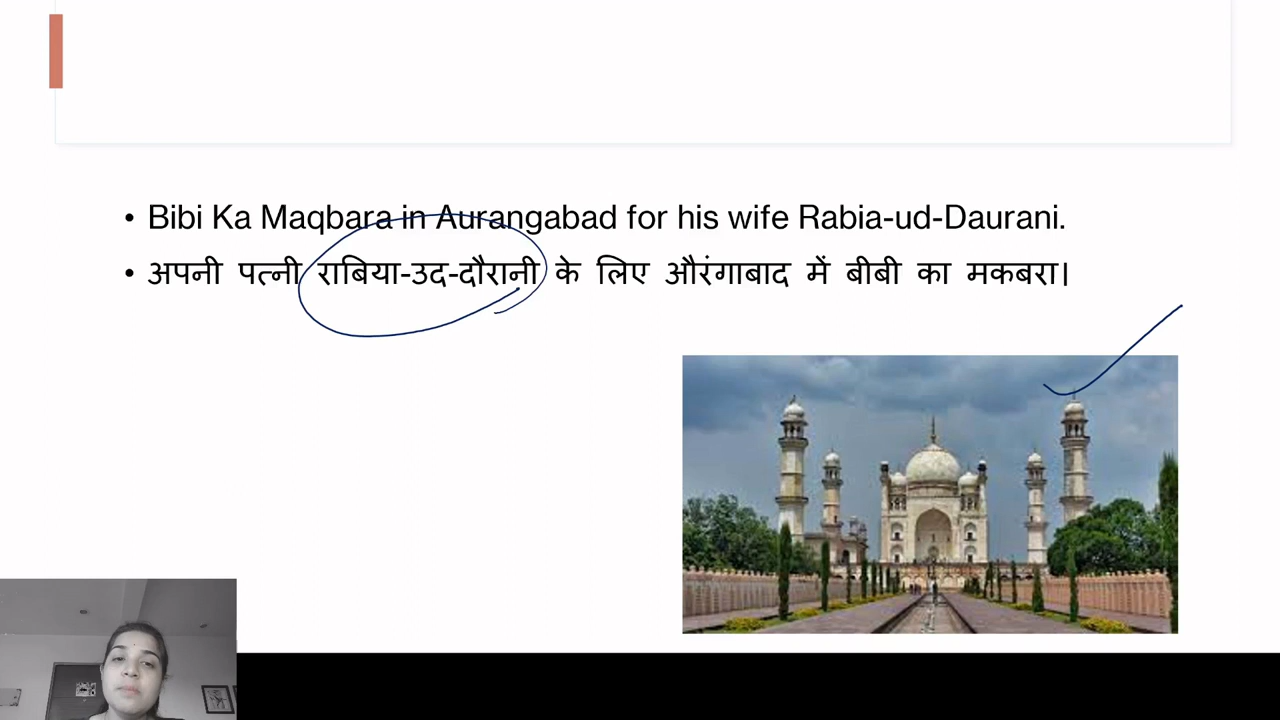 • Bibi Ka Maqbara in Aurangabad for his wife Rabia-ud-Daurani.
• अपनी पत्नी राबिया-उद-दौरानी के लिए औरंगाबाद में बीबी का मकबरा।